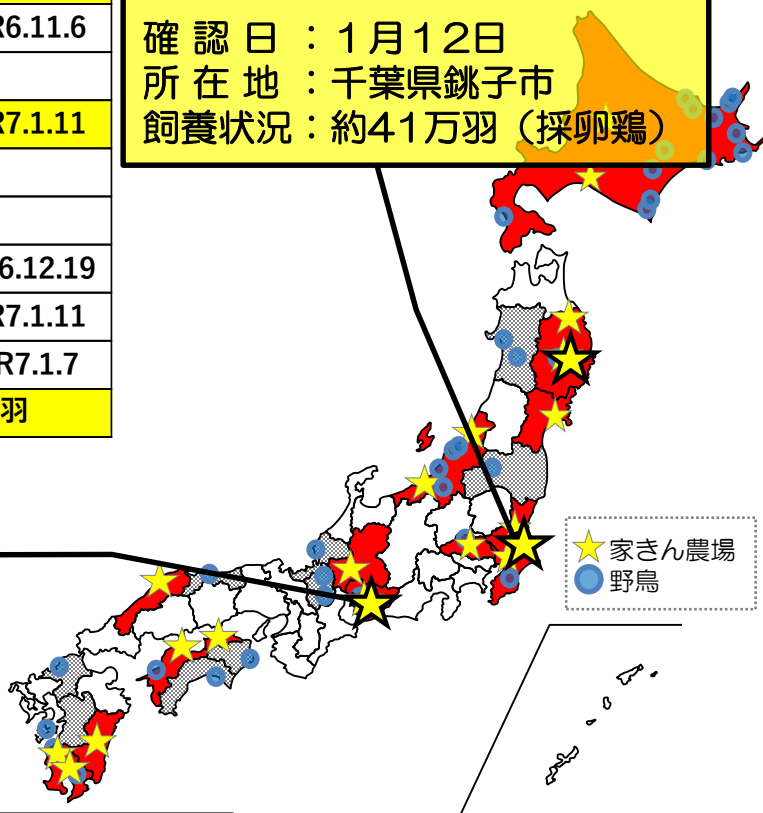 R6.11.6
R7.1.11
6.12.19
R7.1.11
R7.1.7
羽
確認日：１月１２日
所在地：千葉県銚子市
飼養状況：約41万羽（採卵鶏）
家きん農場
野鳥